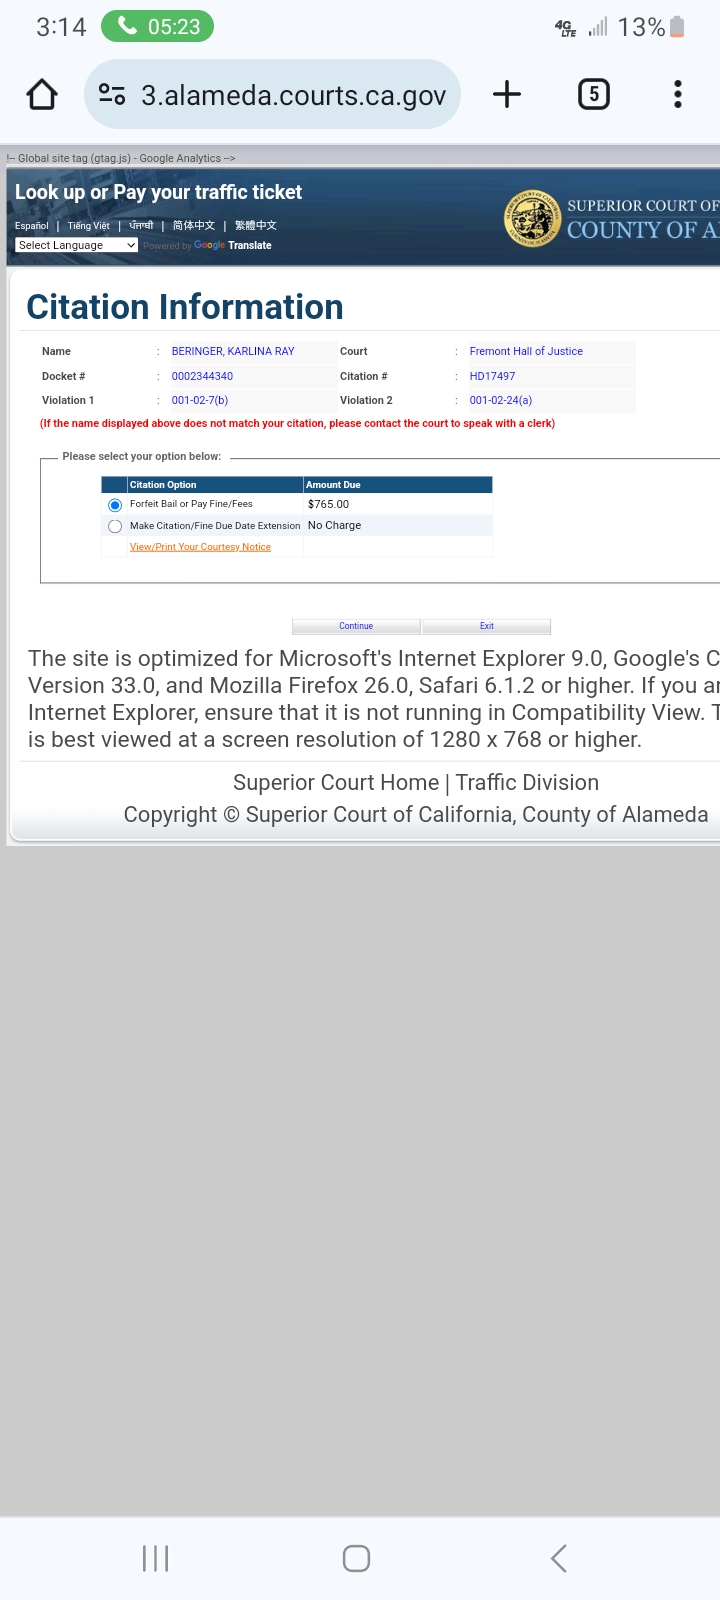 3:14 05:23 4G LTE 13%
3.alameda.courts.ca.gov 5
!-- Global site tag (gtag.js) - Google Analytics -->
Look up or Pay your traffic ticket
SUPERIOR COURT OF
COUNTY OF A
Español | Tiếng Việt | ਪੰਜਾਬੀ | 简体中文 | 繁體中文
Select Language Powered by Google Translate
Citation Information
Name : BERINGER, KARLINA RAY Court : Fremont Hall of Justice
Docket # : 0002344340 Citation # : HD17497
Violation 1 : 001-02-7(b) Violation 2 : 001-02-24(a)
(If the name displayed above does not match your citation, please contact the court to speak with a clerk)
Please select your option below:
Citation Option Amount Due
Forfeit Bail or Pay Fine/Fees $765.00
Make Citation/Fine Due Date Extension No Charge
View/Print Your Courtesy Notice
Continue Exit
The site is optimized for Microsoft's Internet Explorer 9.0, Google's C
Version 33.0, and Mozilla Firefox 26.0, Safari 6.1.2 or higher. If you ar
Internet Explorer, ensure that it is not running in Compatibility View. T
is best viewed at a screen resolution of 1280 x 768 or higher.
Superior Court Home | Traffic Division
Copyright © Superior Court of California, County of Alameda